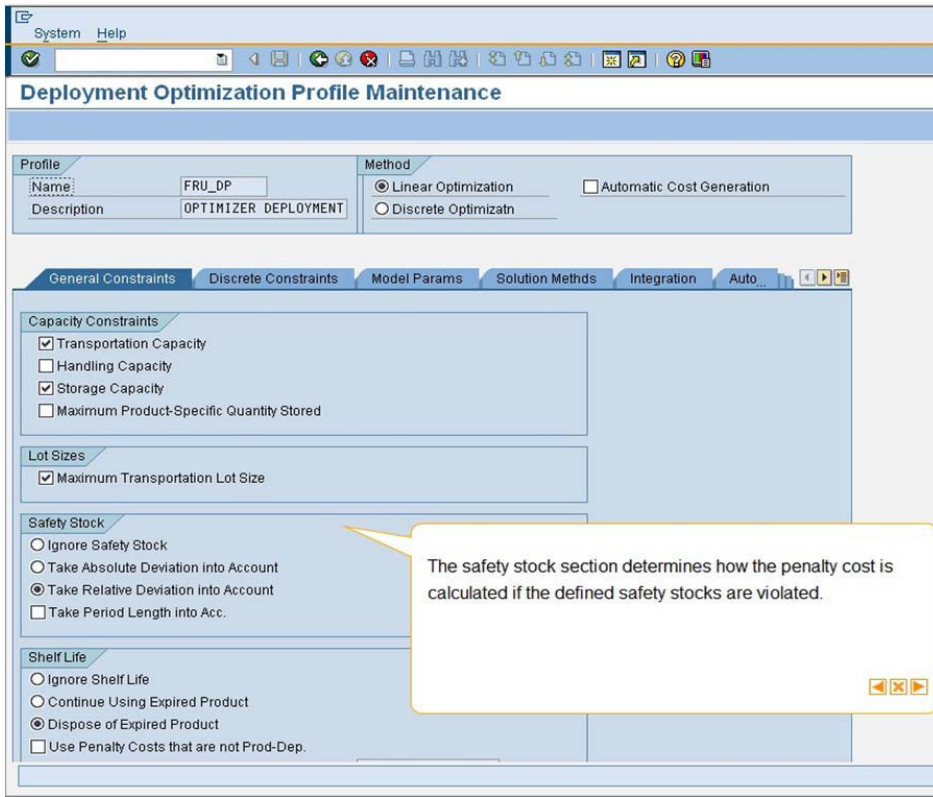 System Help
Deployment Optimization Profile Maintenance
Profile
Name FRU_DP
Description OPTIMIZER DEPLOYMENT
Method
Linear Optimization Automatic Cost Generation
Discrete Optimizatn
General Constraints Discrete Constraints Model Params Solution Methds Integration Auto...
Capacity Constraints
Transportation Capacity
Handling Capacity
Storage Capacity
Maximum Product-Specific Quantity Stored
Lot Sizes
Maximum Transportation Lot Size
Safety Stock
Ignore Safety Stock
Take Absolute Deviation into Account
Take Relative Deviation into Account
Take Period Length into Acc.
The safety stock section determines how the penalty cost is
calculated if the defined safety stocks are violated.
Shelf Life
Ignore Shelf Life
Continue Using Expired Product
Dispose of Expired Product
Use Penalty Costs that are not Prod-Dep.